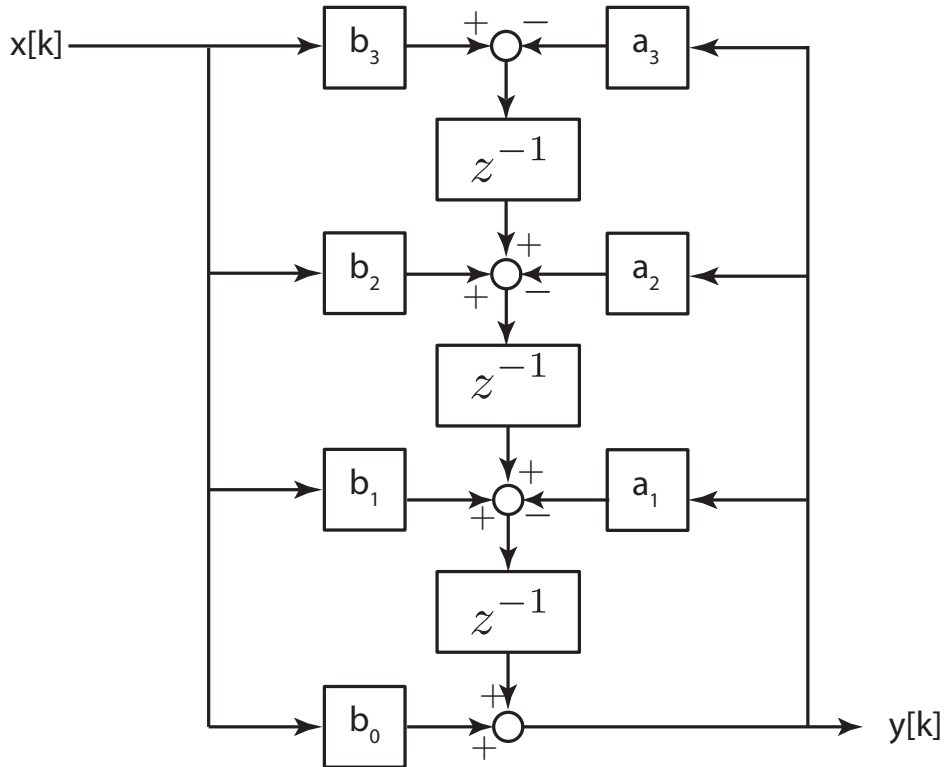 x[k] b₃ + − a₃
z⁻¹
b₂ + + − a₂
z⁻¹
b₁ + + − a₁
z⁻¹
b₀ + + y[k]